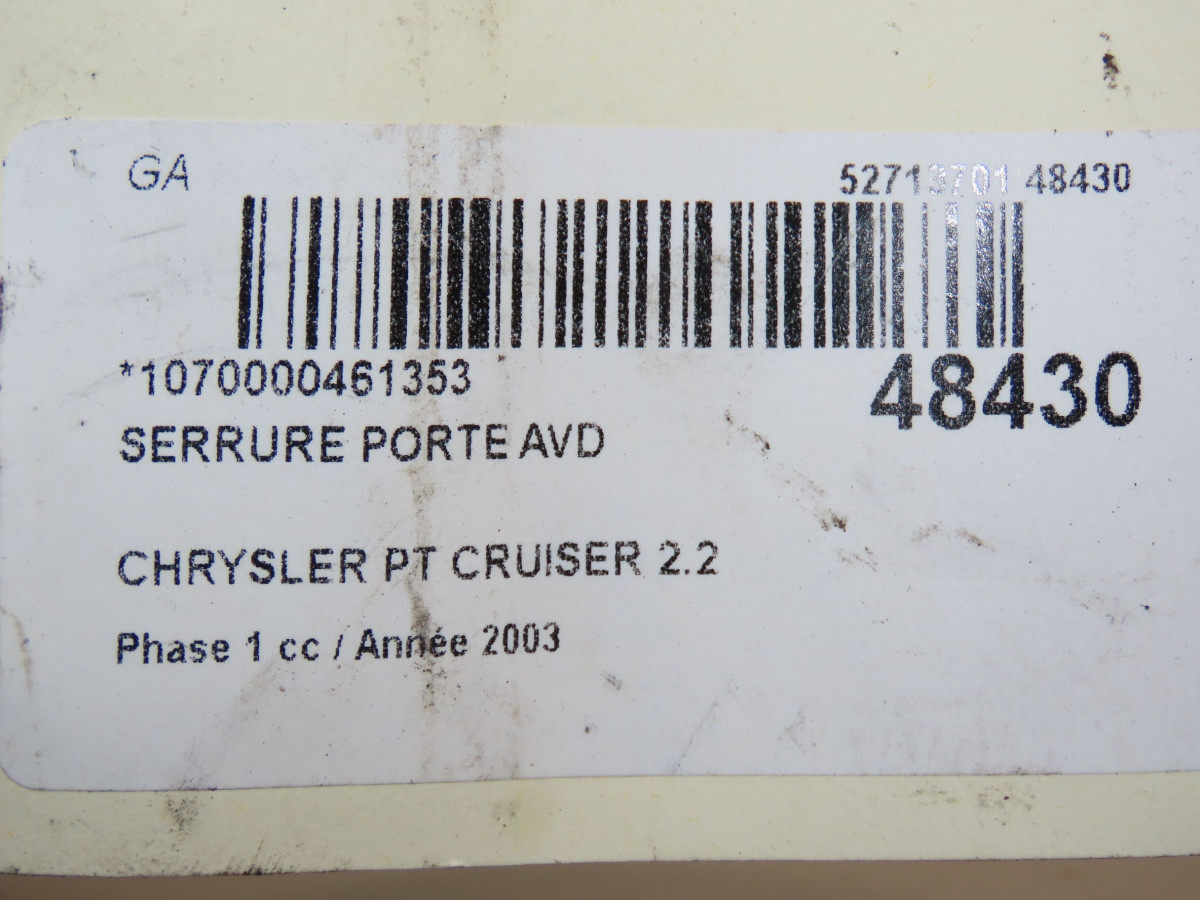 GA
52713701 48430
*1070000461353
48430
SERRURE PORTE AVD
CHRYSLER PT CRUISER 2.2
Phase 1 cc / Année 2003